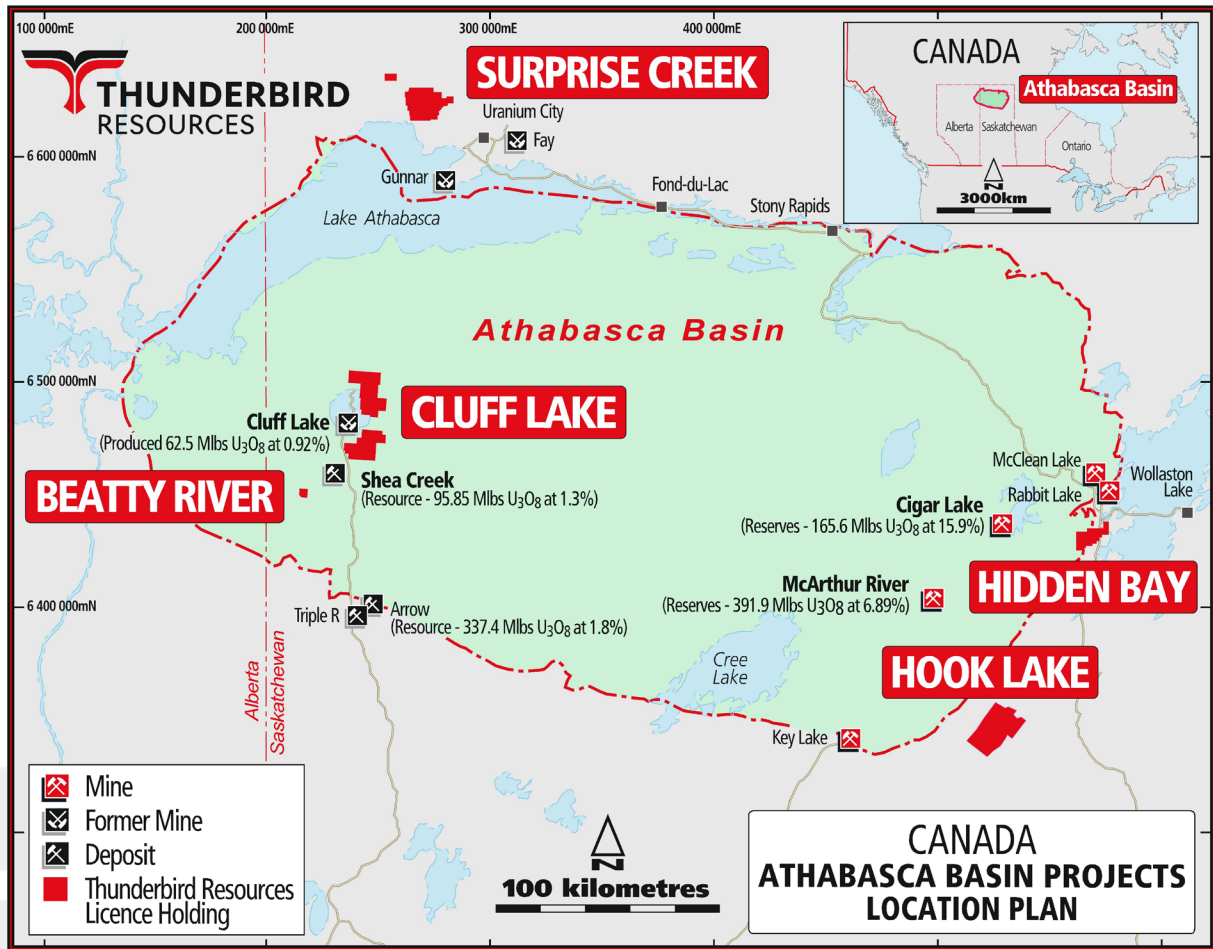 100 000mE
200 000mE
300 000mE
400 000mE
THUNDERBIRD
RESOURCES
SURPRISE CREEK
CANADA
Athabasca Basin
Alberta
Saskatchewan
Ontario
N
3000km
Uranium City
Fay
6 600 000mN
Gunnar
Fond-du-Lac
Lake Athabasca
Stony Rapids
Athabasca Basin
6 500 000mN
CLUFF LAKE
Cluff Lake
(Produced 62.5 Mlbs U₃O₈ at 0.92%)
BEATTY RIVER
Shea Creek
(Resource - 95.85 Mlbs U₃O₈ at 1.3%)
McClean Lake
Rabbit Lake
Wollaston
Lake
Cigar Lake
(Reserves - 165.6 Mlbs U₃O₈ at 15.9%)
HIDDEN BAY
McArthur River
(Reserves - 391.9 Mlbs U₃O₈ at 6.89%)
6 400 000mN
Triple R
Arrow
(Resource - 337.4 Mlbs U₃O₈ at 1.8%)
Cree
Lake
HOOK LAKE
Alberta
Saskatchewan
Key Lake
Mine
Former Mine
Deposit
Thunderbird Resources
Licence Holding
N
100 kilometres
CANADA
ATHABASCA BASIN PROJECTS
LOCATION PLAN